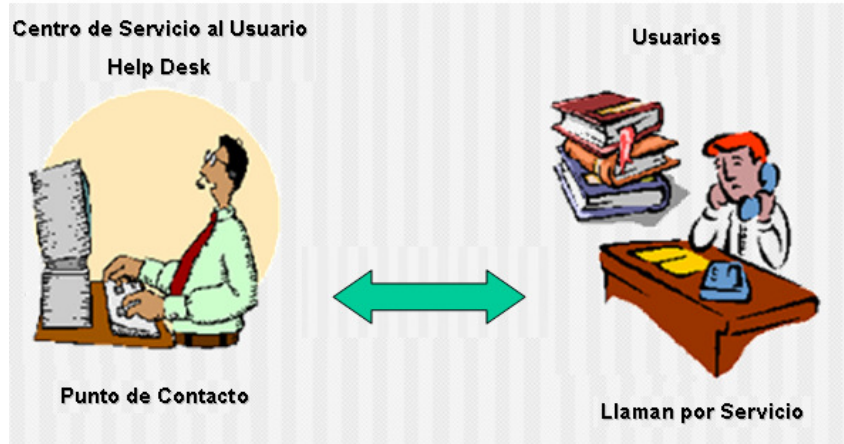 Centro de Servicio al Usuario
Help Desk
Usuarios
Punto de Contacto
Llaman por Servicio